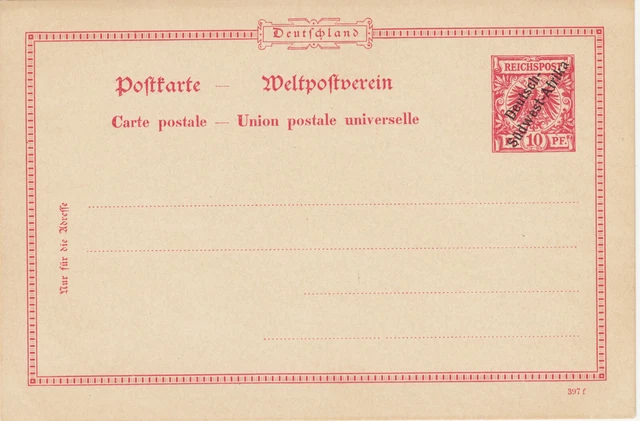 Deutschland
REICHSPOST
Deutsch-
Südwest-Afrika
10 PF.
Postkarte — Weltpostverein
Carte postale — Union postale universelle
Nur für die Adresse
397 f